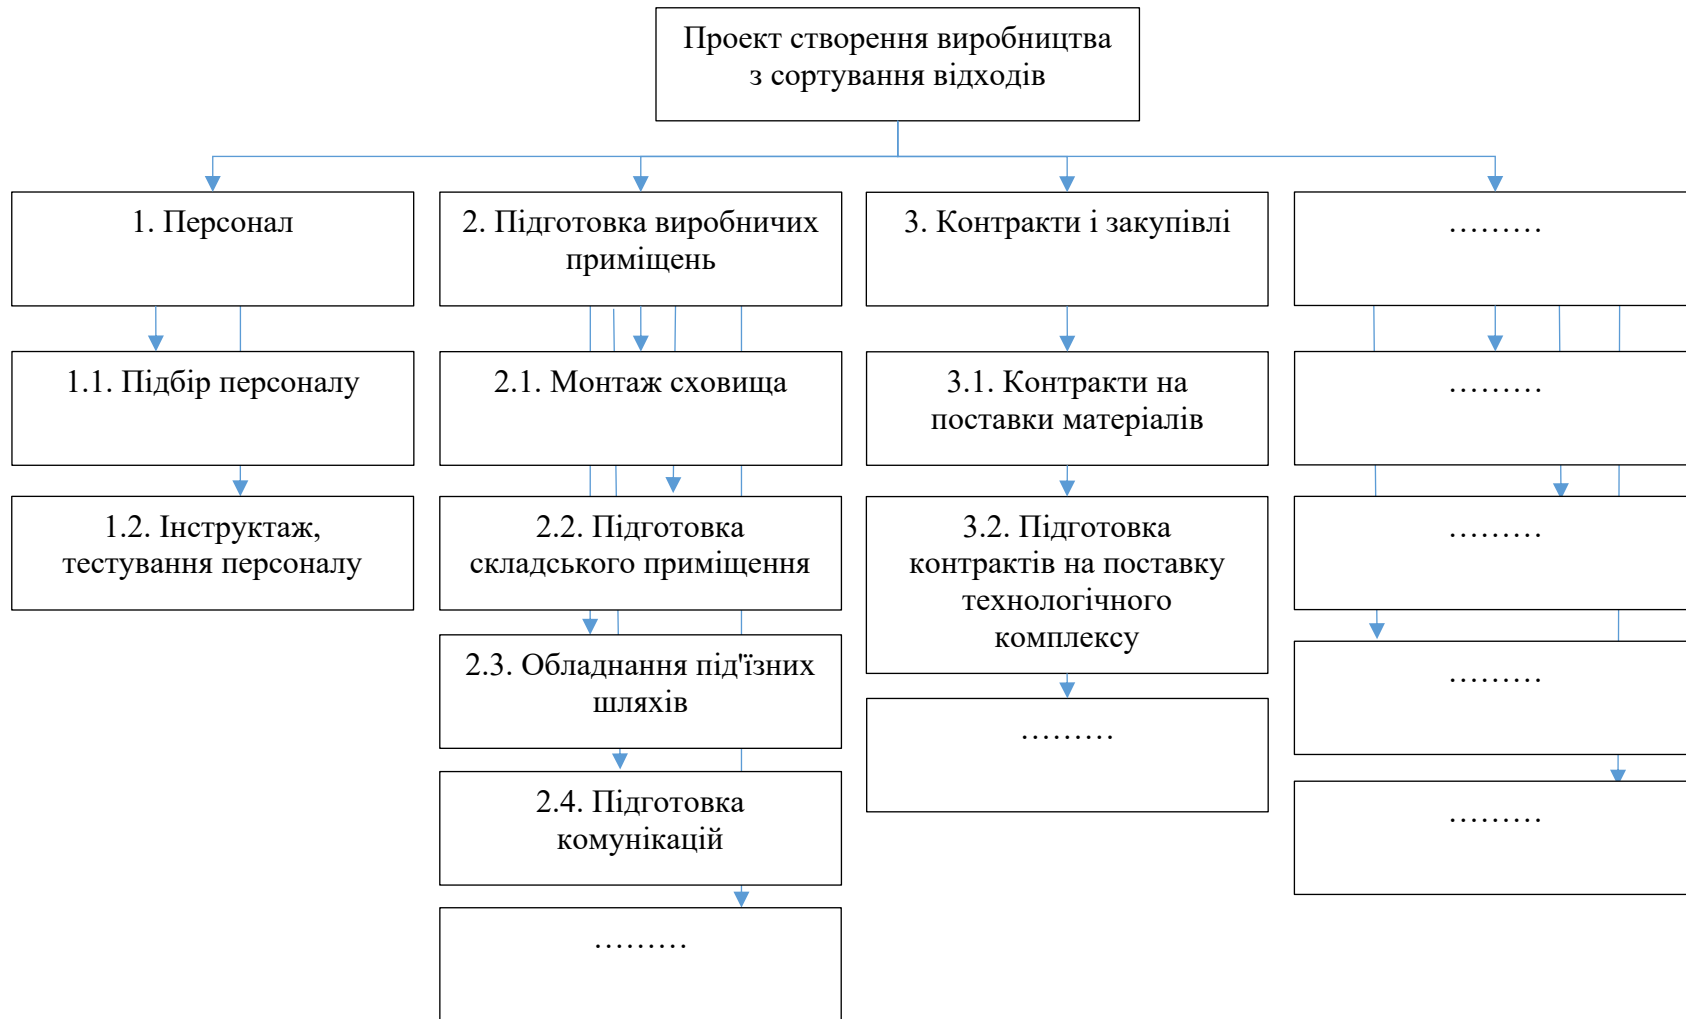 Проект створення виробництва
з сортування відходів
1. Персонал
2. Підготовка виробничих
приміщень
3. Контракти і закупівлі
………
1.1. Підбір персоналу
2.1. Монтаж сховища
3.1. Контракти на
поставки матеріалів
………
1.2. Інструктаж,
тестування персоналу
2.2. Підготовка
складського приміщення
3.2. Підготовка
контрактів на поставку
технологічного
комплексу
………
2.3. Обладнання під'їзних
шляхів
………
………
2.4. Підготовка
комунікацій
………
………